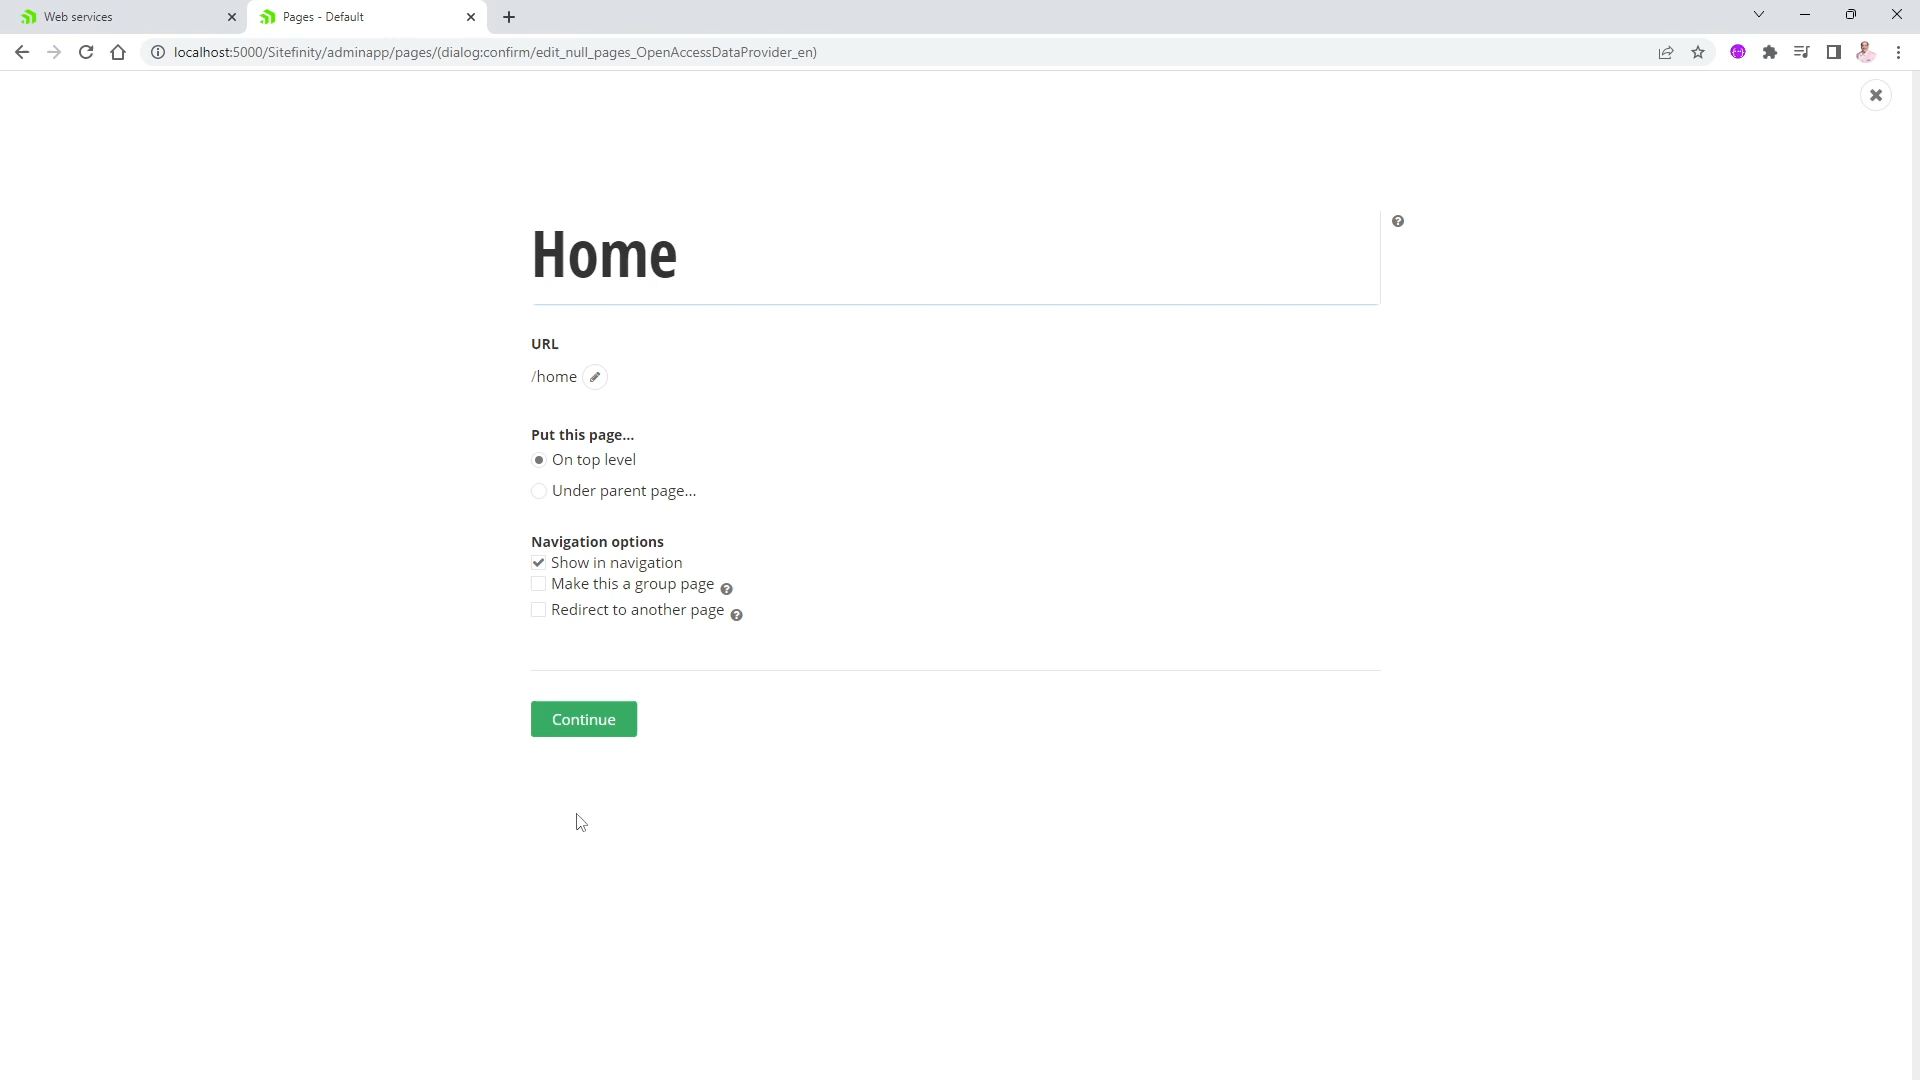 Web services
Pages - Default
localhost:5000/Sitefinity/adminapp/pages/(dialog:confirm/edit_null_pages_OpenAccessDataProvider_en)
Home
URL
/home
Put this page...
On top level
Under parent page...
Navigation options
Show in navigation
Make this a group page
Redirect to another page
Continue